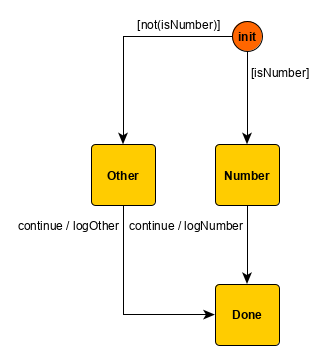 [not(isNumber)]
init
[isNumber]
Other
Number
continue / logOther
continue / logNumber
Done